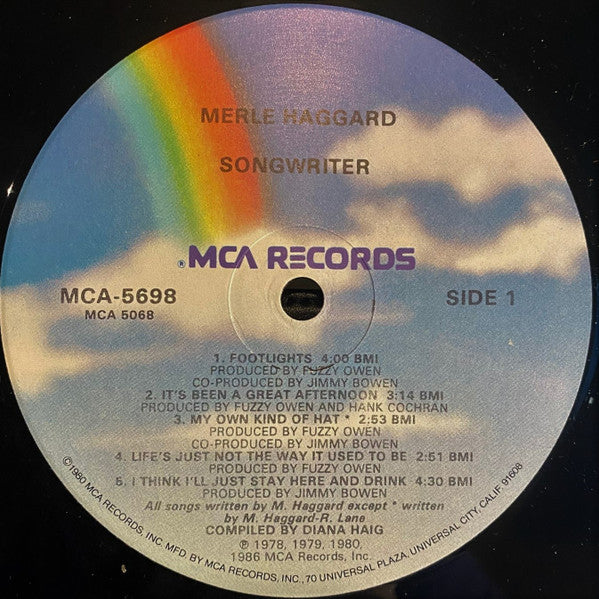 MERLE HAGGARD
SONGWRITER
®MCA RECORDS
MCA-5698
MCA 5068
SIDE 1
1. FOOTLIGHTS 4:00 BMI
PRODUCED BY FUZZY OWEN
CO-PRODUCED BY JIMMY BOWEN
2. IT'S BEEN A GREAT AFTERNOON 3:14 BMI
PRODUCED BY FUZZY OWEN AND HANK COCHRAN
3. MY OWN KIND OF HAT * 2:53 BMI
PRODUCED BY FUZZY OWEN
CO-PRODUCED BY JIMMY BOWEN
4. LIFE'S JUST NOT THE WAY IT USED TO BE 2:51 BMI
PRODUCED BY FUZZY OWEN
5. I THINK I'LL JUST STAY HERE AND DRINK 4:30 BMI
PRODUCED BY JIMMY BOWEN
All songs written by M. Haggard except * written
by M. Haggard-R. Lane
COMPILED BY DIANA HAIG
℗ 1978, 1979, 1980,
1986 MCA Records, Inc.
©1980 MCA RECORDS, INC. MFD. BY MCA RECORDS, INC., 70 UNIVERSAL PLAZA, UNIVERSAL CITY, CALIF. 91608